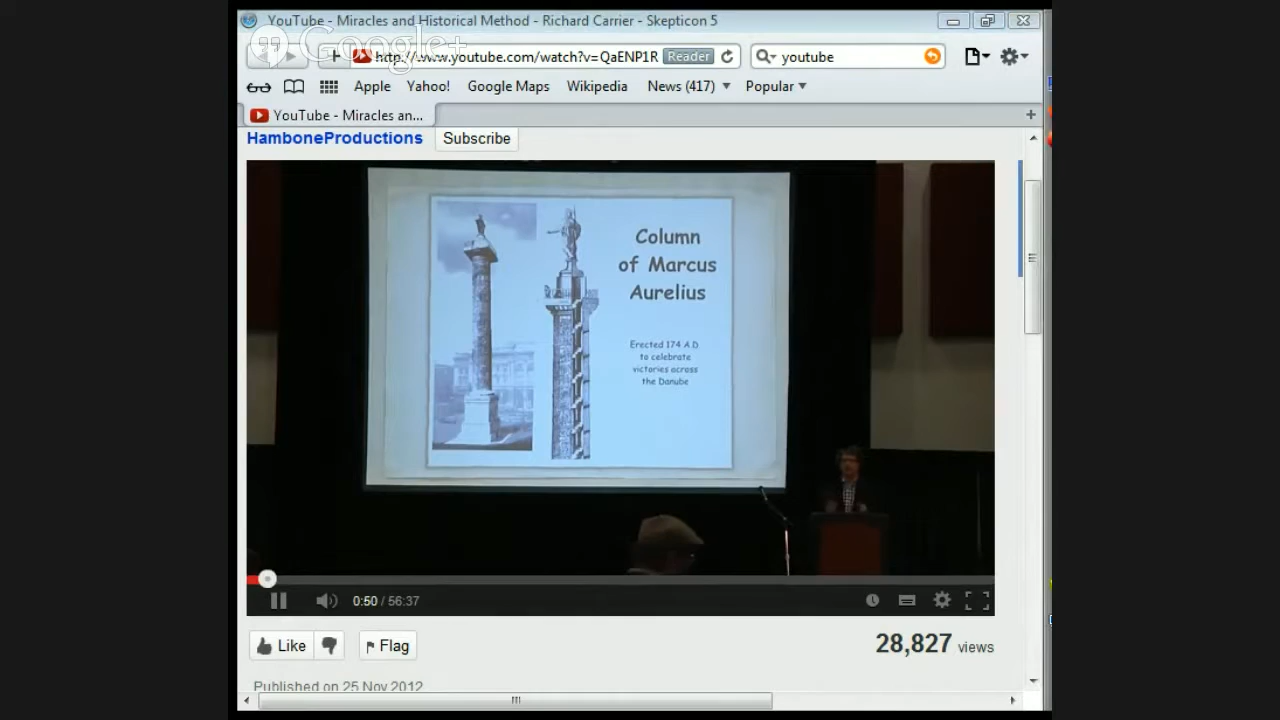 YouTube - Miracles and Historical Method - Richard Carrier - Skepticon 5
Google+
http://www.youtube.com/watch?v=QaENP1R Reader youtube
Apple Yahoo! Google Maps Wikipedia News (417) Popular
YouTube - Miracles an...
HamboneProductions Subscribe
Column
of Marcus
Aurelius
Erected 174 A D
to celebrate
victories across
the Danube
0:50 / 56:37
Like Flag 28,827 views
Published on 25 Nov 2012